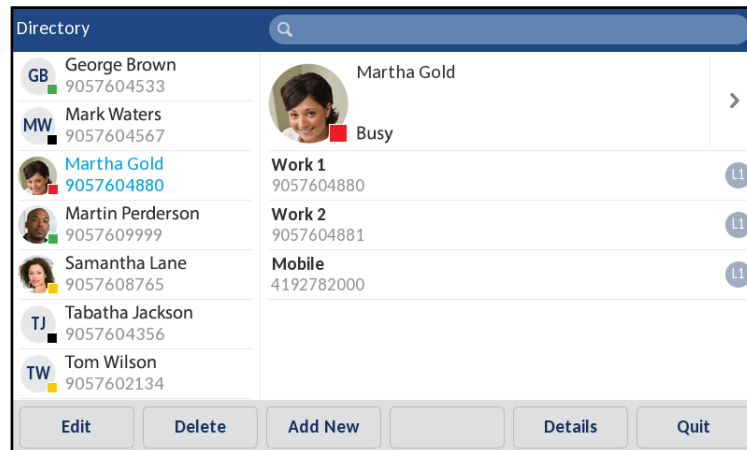 Directory
GB
George Brown
9057604533
MW
Mark Waters
9057604567
Martha Gold
9057604880
Martin Perderson
9057609999
Samantha Lane
9057608765
TJ
Tabatha Jackson
9057604356
TW
Tom Wilson
9057602134
Martha Gold
Busy
Work 1
9057604880
L1
Work 2
9057604881
L1
Mobile
4192782000
L1
Edit
Delete
Add New
Details
Quit